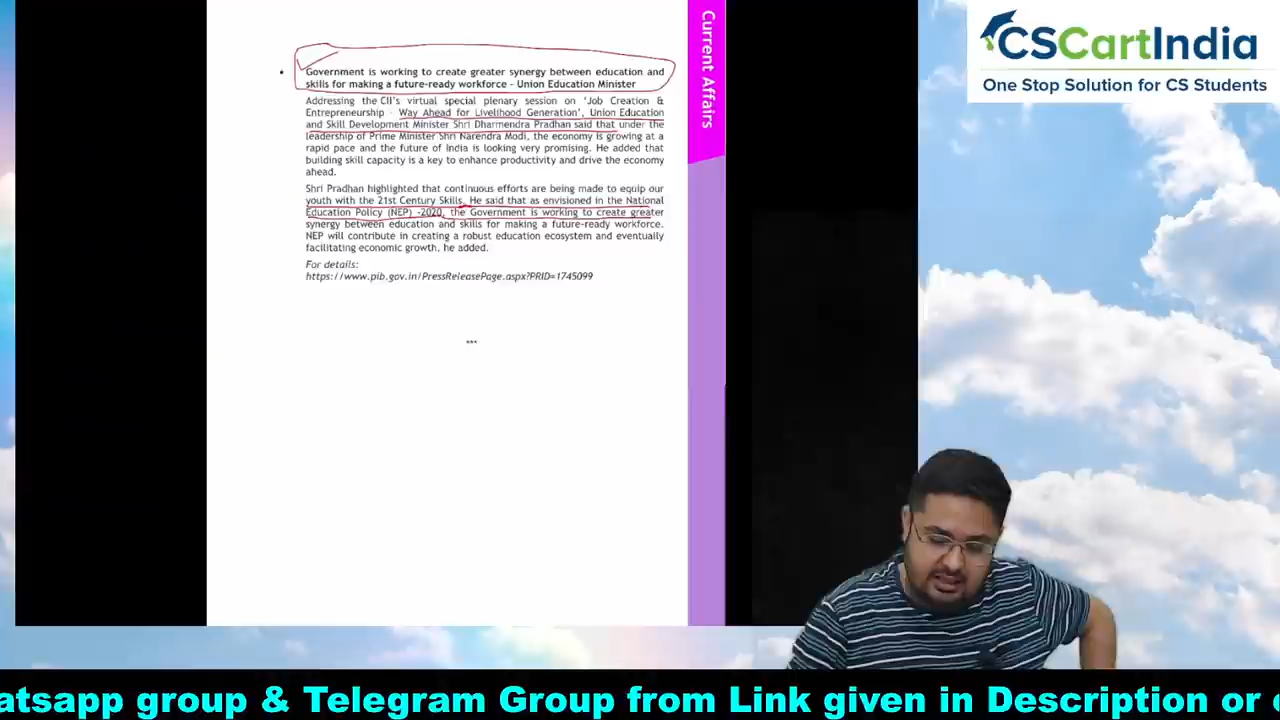 Government is working to create greater synergy between education and
skills for making a future-ready workforce - Union Education Minister
Addressing the CII's virtual special plenary session on 'Job Creation &
Entrepreneurship - Way Ahead for Livelihood Generation', Union Education
and Skill Development Minister Shri Dharmendra Pradhan said that under the
leadership of Prime Minister Shri Narendra Modi, the economy is growing at a
rapid pace and the future of India is looking very promising. He added that
building skill capacity is a key to enhance productivity and drive the economy
ahead.
Shri Pradhan highlighted that continuous efforts are being made to equip our
youth with the 21st Century Skills. He said that as envisioned in the National
Education Policy (NEP) -2020, the Government is working to create greater
synergy between education and skills for making a future-ready workforce.
NEP will contribute in creating a robust education ecosystem and eventually
facilitating economic growth, he added.
For details:
https://www.pib.gov.in/PressReleasePage.aspx?PRID=1745099
***
Current Affairs
CSCartIndia
One Stop Solution for CS Students
atsapp group & Telegram Group from Link given in Description or